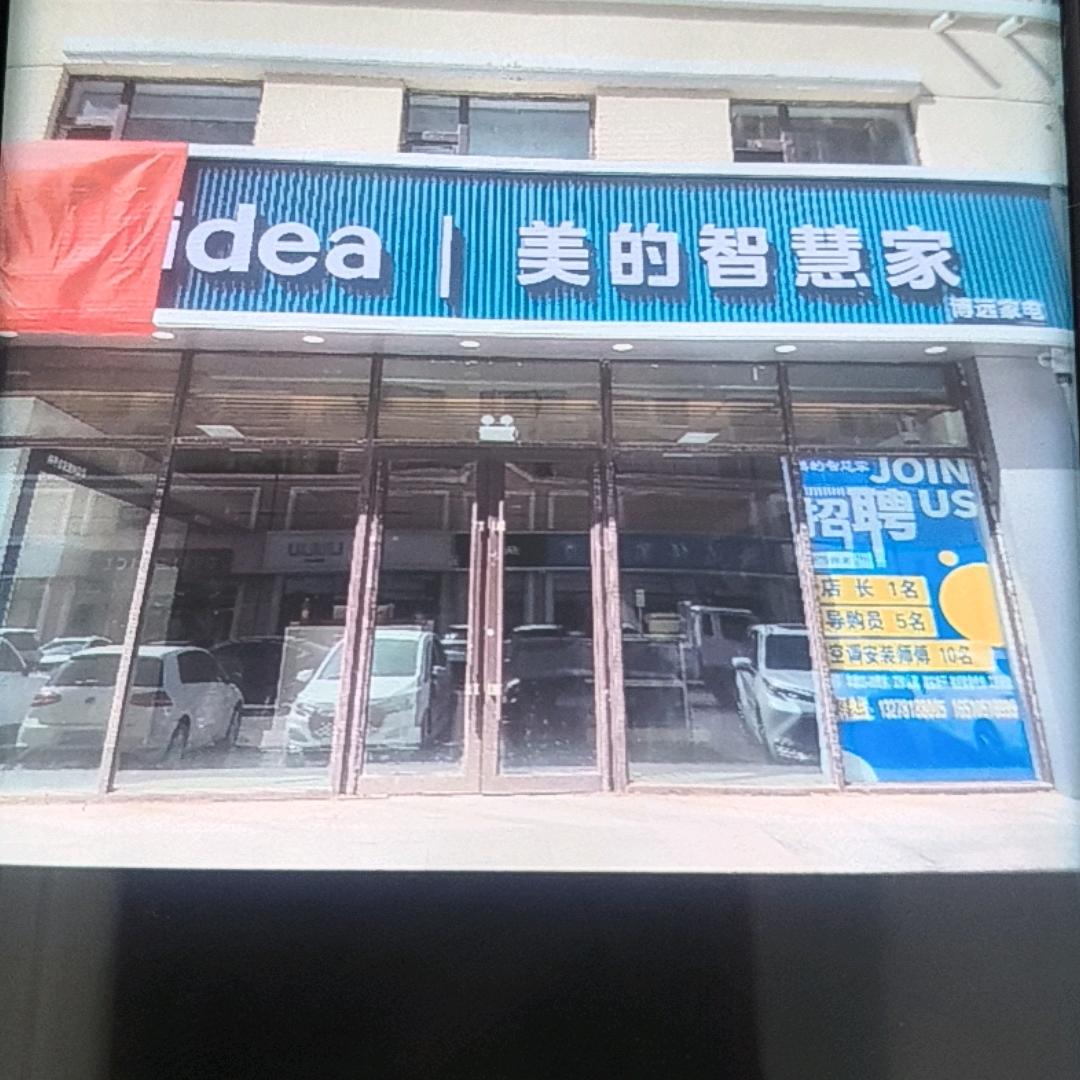 idea | 美的智慧家
博远家电
JOIN
US
招聘
店 长 1名
导购员 5名
空调安装师傅 10名